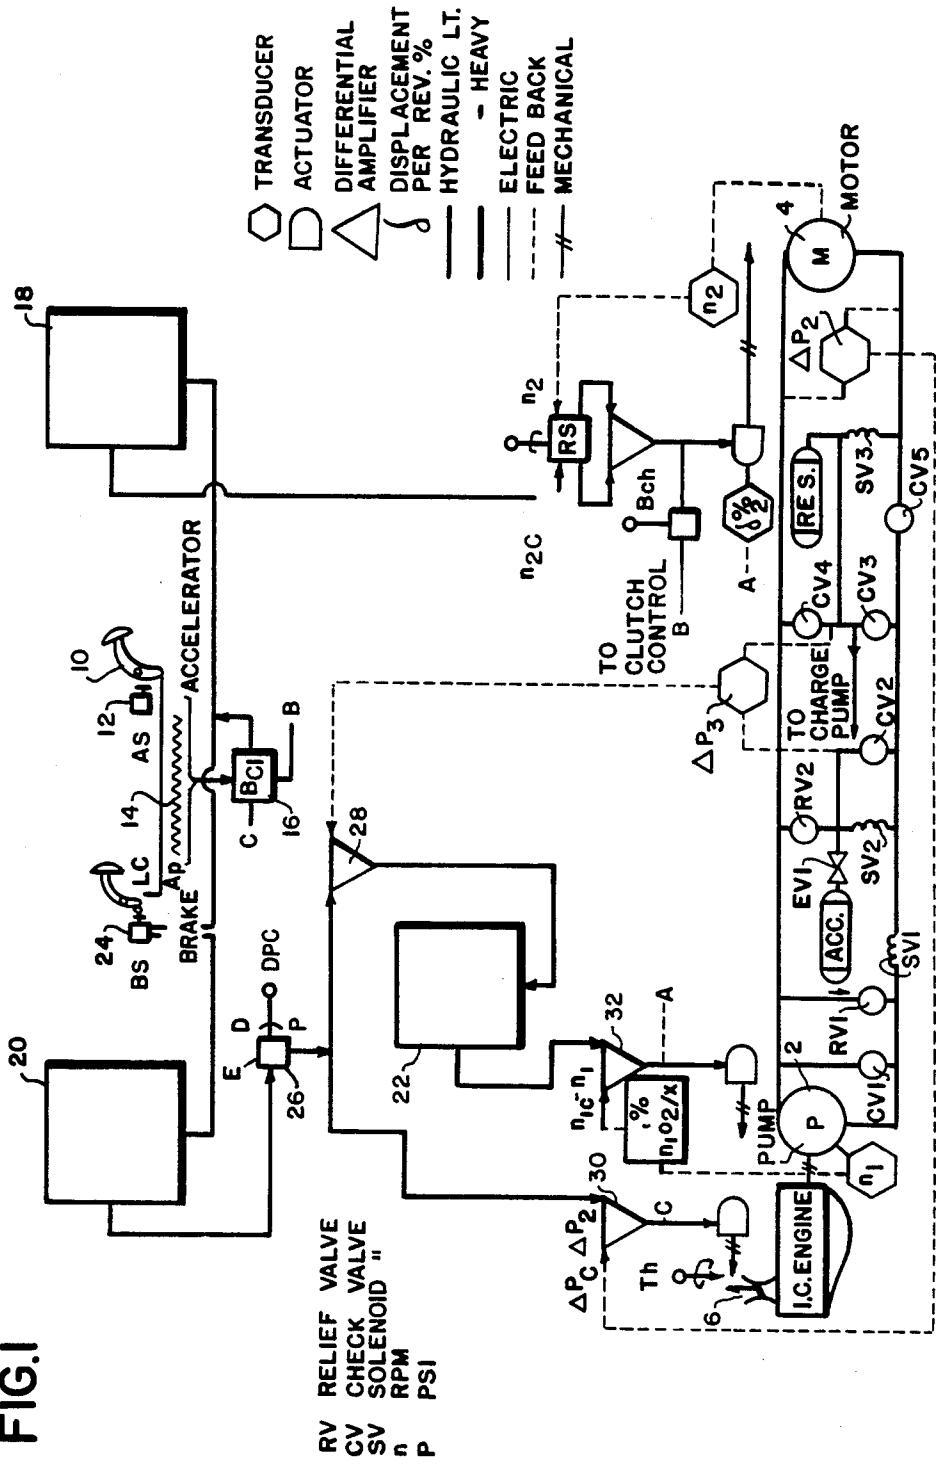 FIG.1
20
18
24
BS
LC
Ap
BRAKE
14
AS
12
10
ACCELERATOR
C
BCI
16
B
E
D
P
DPC
26
28
22
TRANSDUCER
ACTUATOR
DIFFERENTIAL
AMPLIFIER
DISPLACEMENT
PER REV. %
HYDRAULIC LT.
- HEAVY
ELECTRIC
FEED BACK
MECHANICAL
RV RELIEF VALVE
CV CHECK VALVE
SV SOLENOID "
n RPM
P PSI
n2C
n2
RS
Bch
TO
CLUTCH
CONTROL
B
A
%2
n2
4
M
MOTOR
ΔP2
ΔP3
ΔPC
ΔP2
30
C
Th
6
I.C. ENGINE
n1C-n1
32
A
PUMP
2
P
n1
CV1
RV1
SV1
ACC.
EV1
RV2
SV2
CV2
TO
CHARGE
PUMP
CV4
CV3
RES.
SV3
CV5